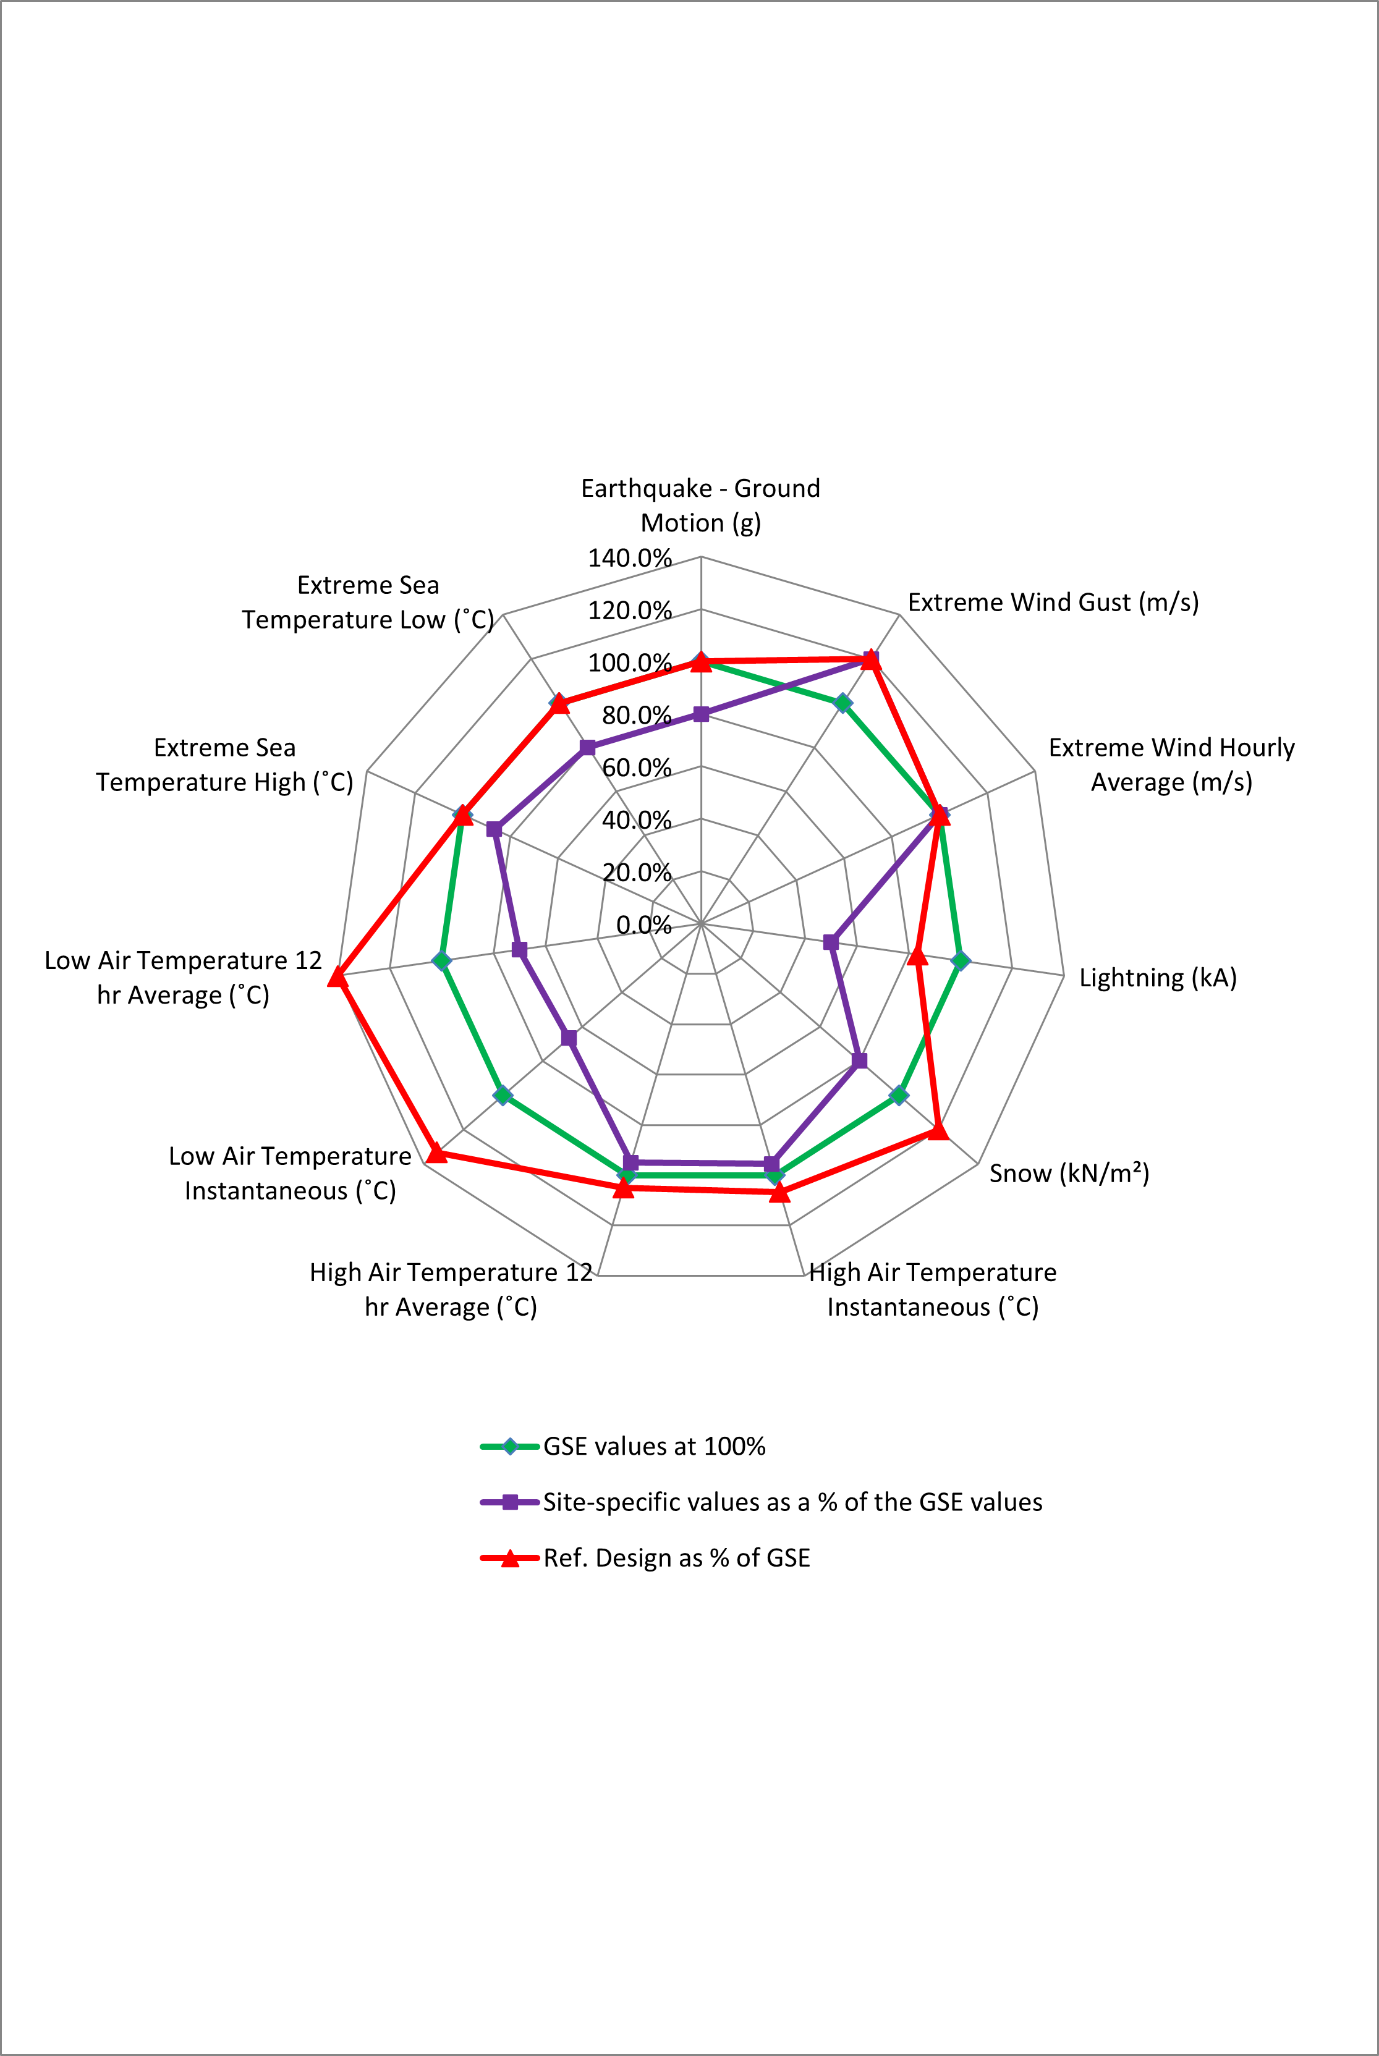 Earthquake - Ground
Motion (g)
140.0%
120.0%
100.0%
80.0%
60.0%
40.0%
20.0%
0.0%
Extreme Wind Gust (m/s)
Extreme Wind Hourly
Average (m/s)
Lightning (kA)
Snow (kN/m²)
High Air Temperature
Instantaneous (˚C)
High Air Temperature 12
hr Average (˚C)
Low Air Temperature
Instantaneous (˚C)
Low Air Temperature 12
hr Average (˚C)
Extreme Sea
Temperature High (˚C)
Extreme Sea
Temperature Low (˚C)
GSE values at 100%
Site-specific values as a % of the GSE values
Ref. Design as % of GSE